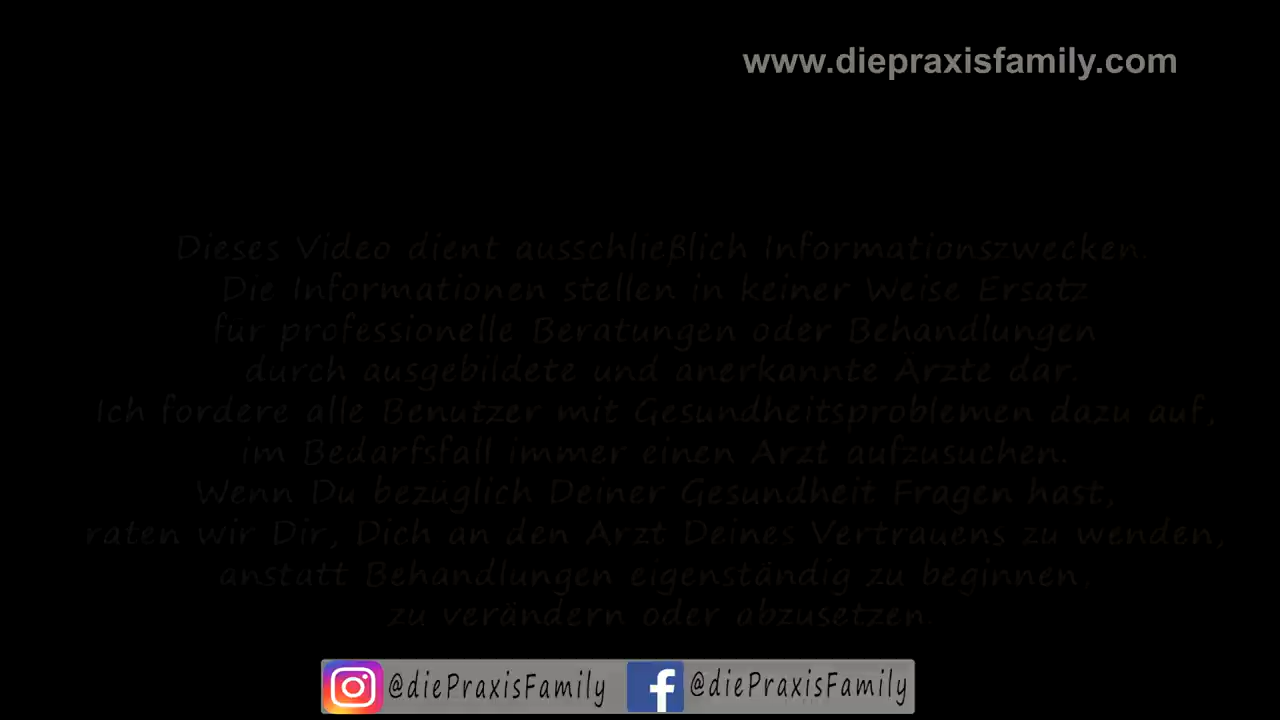 www.diepraxisfamily.com
Dieses Video dient ausschließlich Informationszwecken.
Die Informationen stellen in keiner Weise Ersatz
für professionelle Beratungen oder Behandlungen
durch ausgebildete und anerkannte Ärzte dar.
Ich fordere alle Benutzer mit Gesundheitsproblemen dazu auf,
im Bedarfsfall immer einen Arzt aufzusuchen.
Wenn Du bezüglich Deiner Gesundheit Fragen hast,
raten wir Dir, Dich an den Arzt Deines Vertrauens zu wenden,
anstatt Behandlungen eigenständig zu beginnen,
zu verändern oder abzusetzen.
@diePraxisFamily @diePraxisFamily